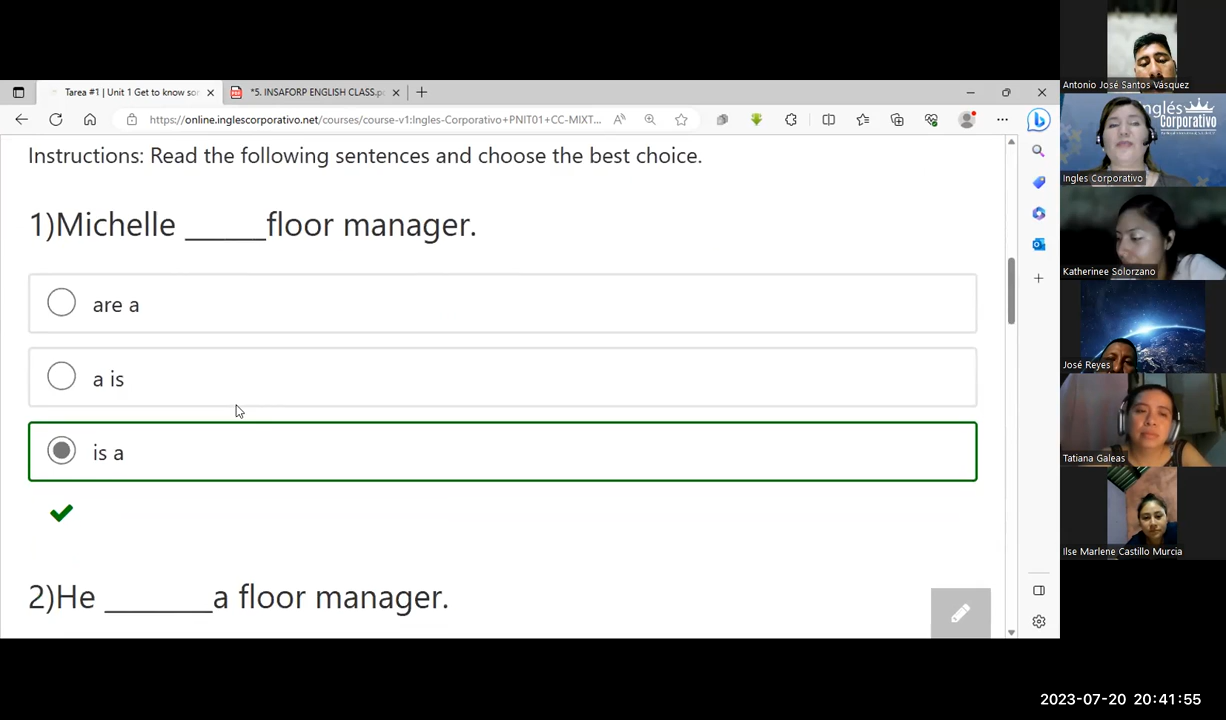 Tarea #1 | Unit 1 Get to know sor
*5. INSAFORP ENGLISH CLASS.pd
https://online.inglescorporativo.net/courses/course-v1:Ingles-Corporativo+PNIT01+CC-MIXT...
Instructions: Read the following sentences and choose the best choice.
1)Michelle ______floor manager.
are a
a is
is a
2)He ________a floor manager.
Antonio José Santos Vásquez
Inglés
Corporativo
Ingles Corporativo
Katherinee Solorzano
José Reyes
Tatiana Galeas
Ilse Marlene Castillo Murcia
2023-07-20 20:41:55